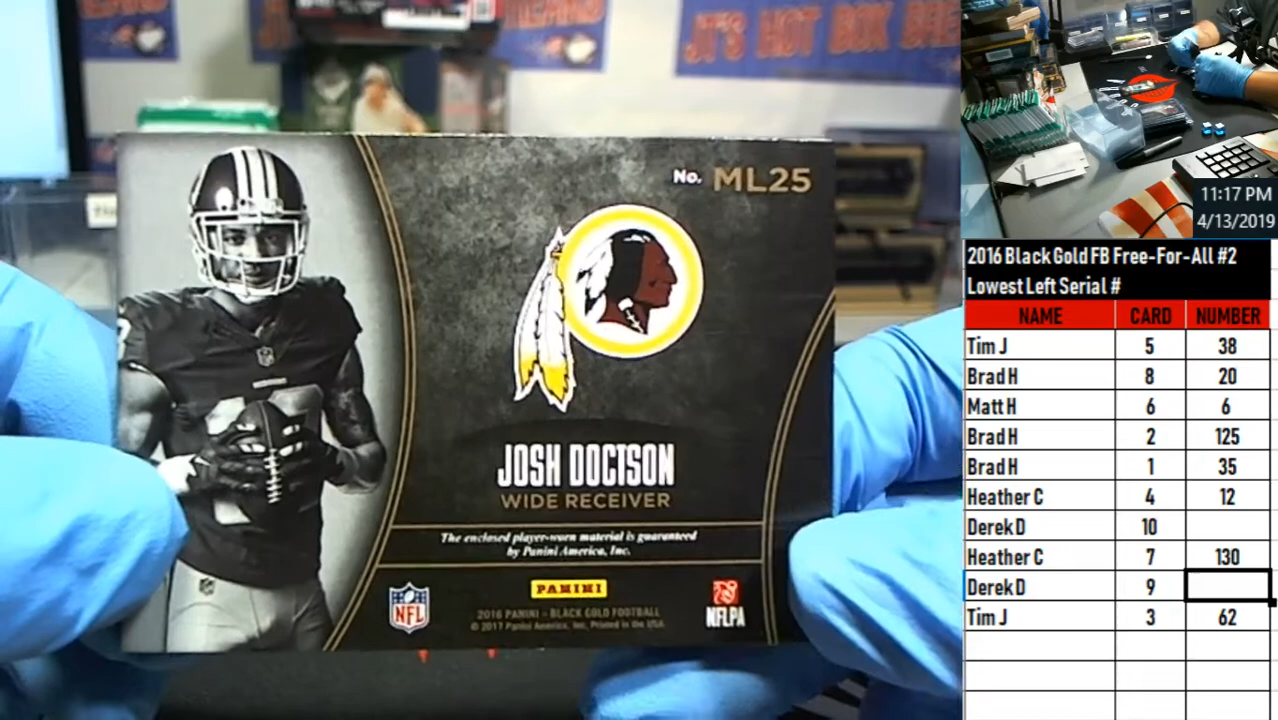 JT'S HOT BOX BRE
No. ML25
JOSH DOCTSON
WIDE RECEIVER
The enclosed player-worn material is guaranteed
by Panini America, Inc.
NFL
PANINI
2016 PANINI - BLACK GOLD FOOTBALL
© 2017 Panini America, Inc. Printed in the USA.
NFLPA
11:17 PM
4/13/2019
2016 Black Gold FB Free-For-All #2
Lowest Left Serial #
NAME CARD NUMBER
Tim J 5 38
Brad H 8 20
Matt H 6 6
Brad H 2 125
Brad H 1 35
Heather C 4 12
Derek D 10
Heather C 7 130
Derek D 9
Tim J 3 62